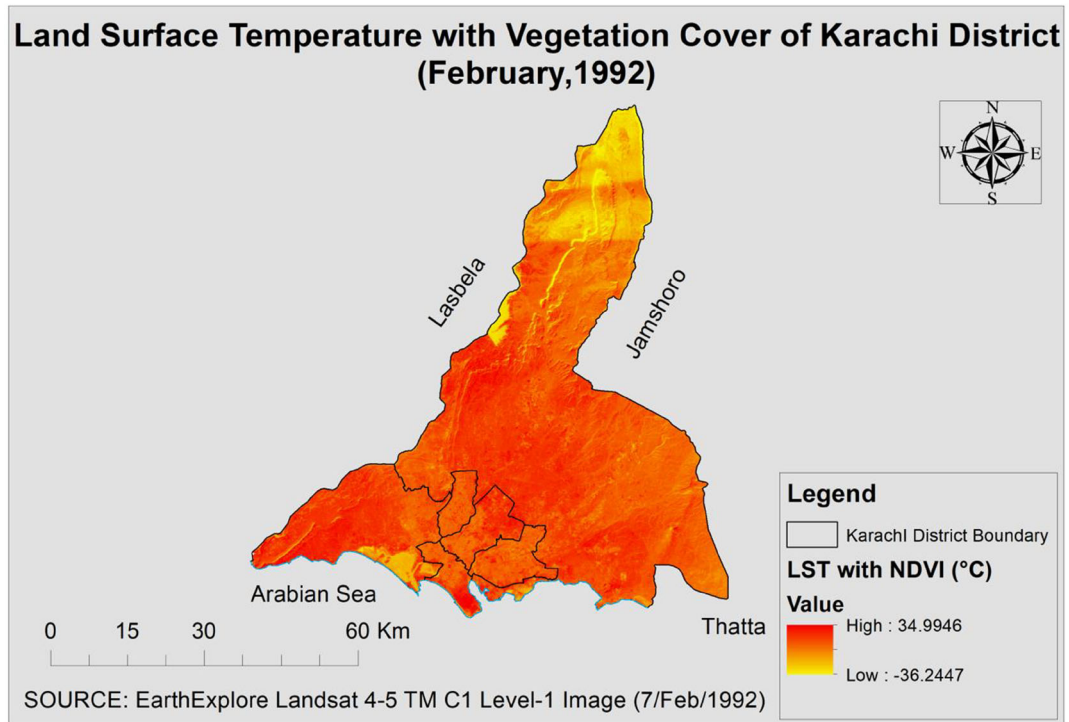 Land Surface Temperature with Vegetation Cover of Karachi District
(February,1992)
N
W E
S
Lasbela
Jamshoro
Arabian Sea
Thatta
0 15 30 60 Km
SOURCE: EarthExplore Landsat 4-5 TM C1 Level-1 Image (7/Feb/1992)
Legend
KarachI District Boundary
LST with NDVI (°C)
Value
High : 34.9946
Low : -36.2447